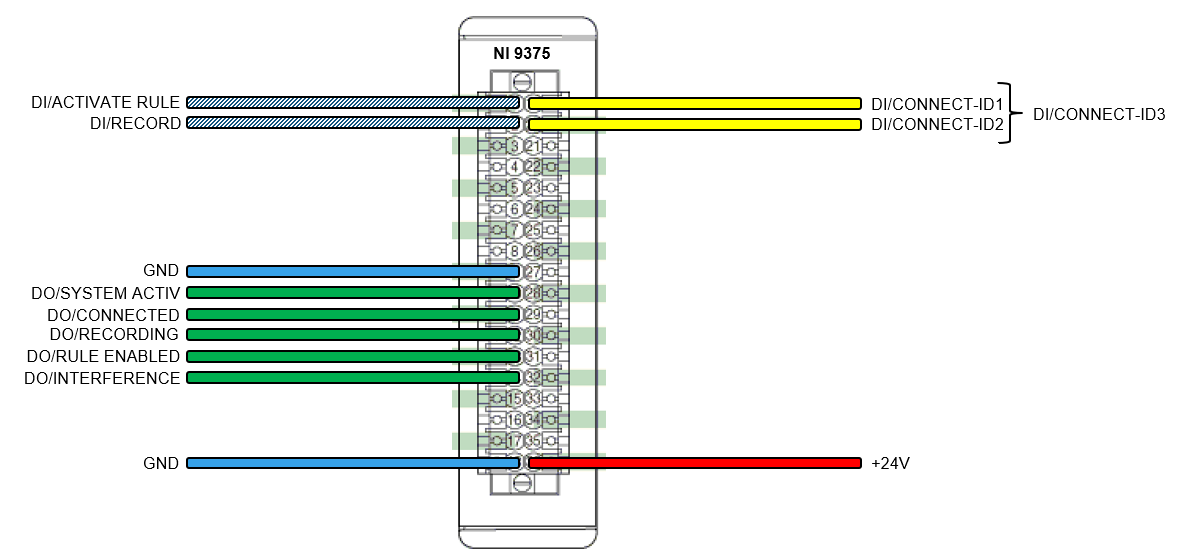 NI 9375
DI/ACTIVATE RULE
DI/CONNECT-ID1
DI/RECORD
DI/CONNECT-ID2
DI/CONNECT-ID3
3 21
4 22
5 23
6 24
7 25
8 26
GND
27
DO/SYSTEM ACTIV
28
DO/CONNECTED
29
DO/RECORDING
30
DO/RULE ENABLED
31
DO/INTERFERENCE
32
15 33
16 34
17 35
GND
+24V